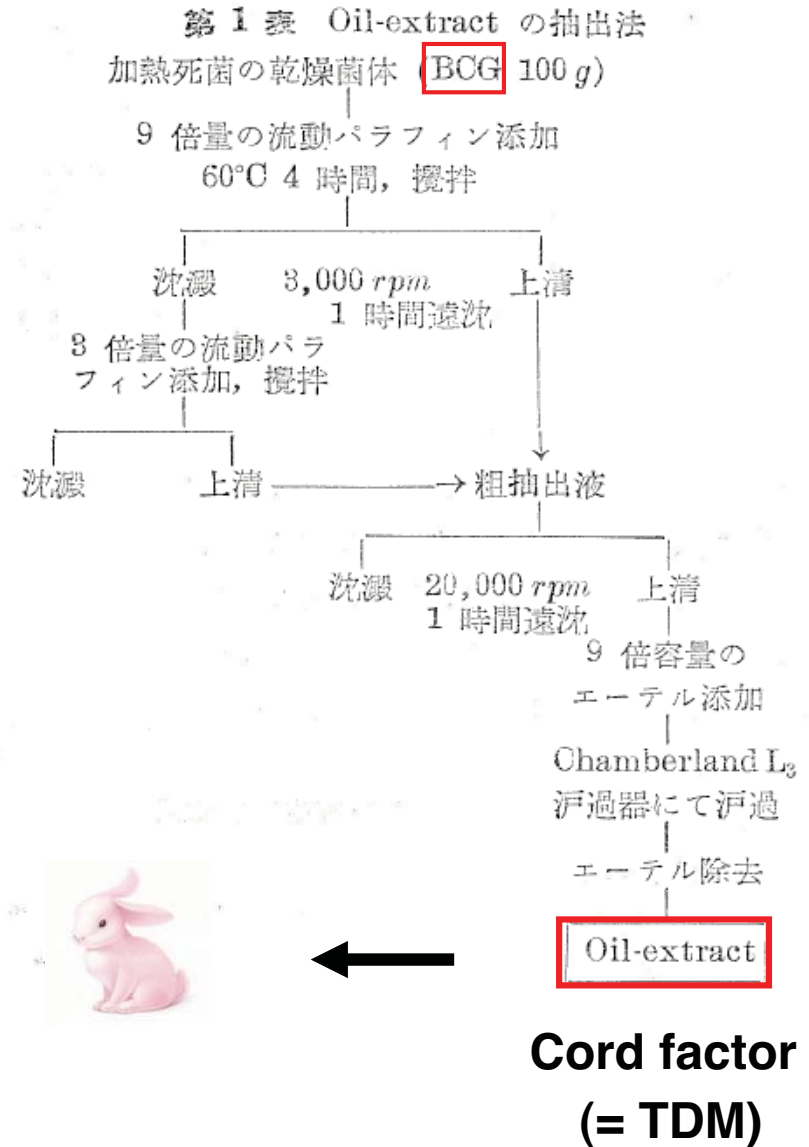 第 1 表 Oil-extract の抽出法
加熱死菌の乾燥菌体 (BCG 100 g)
9 倍量の流動パラフィン添加
60°C 4 時間, 攪拌
沈澱 3,000 rpm 上清
1 時間遠沈
3 倍量の流動パラ
フィン添加, 攪拌
沈澱 上清 → 粗抽出液
沈澱 20,000 rpm 上清
1 時間遠沈
9 倍容量の
エーテル添加
Chamberland L₃
沪過器にて沪過
エーテル除去
Oil-extract
Cord factor
(= TDM)